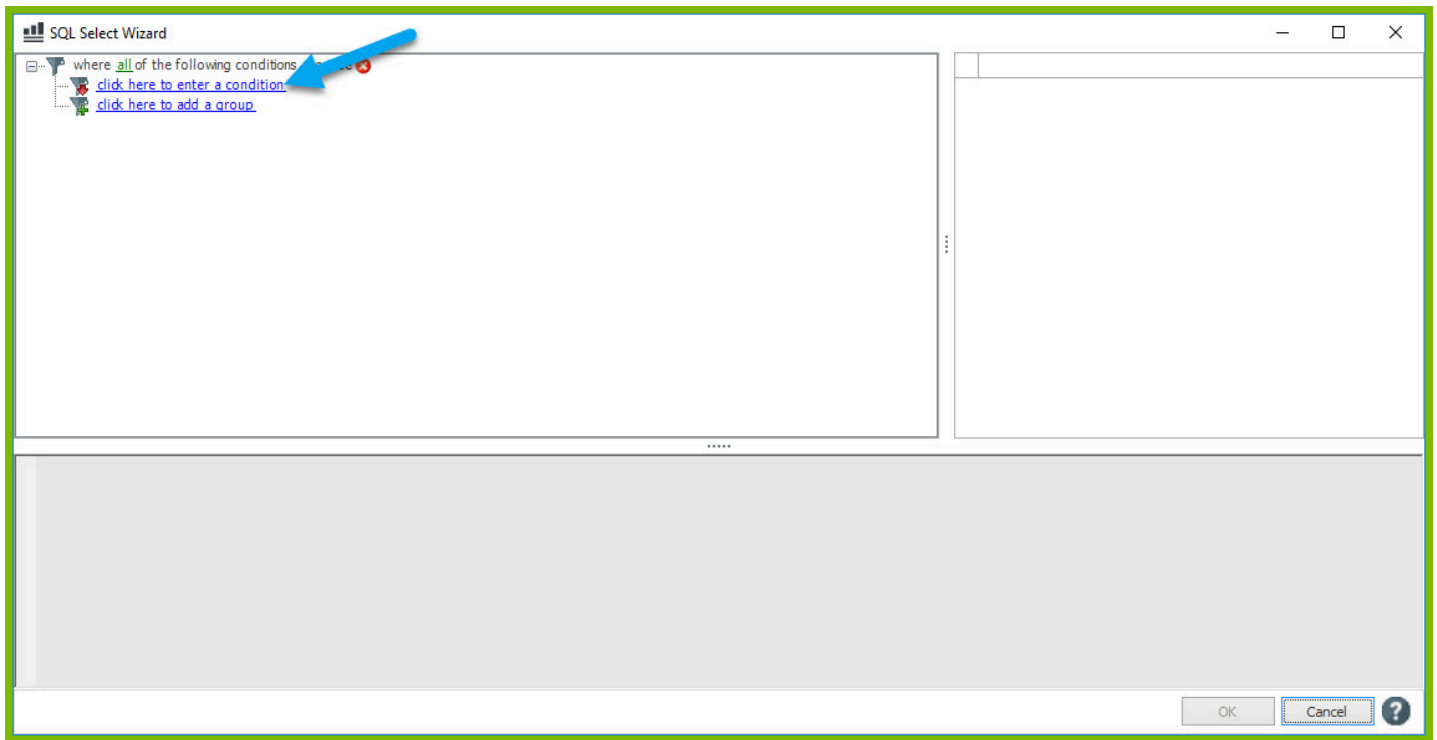 SQL Select Wizard
where all of the following conditions
click here to enter a condition
click here to add a group
OK
Cancel
?